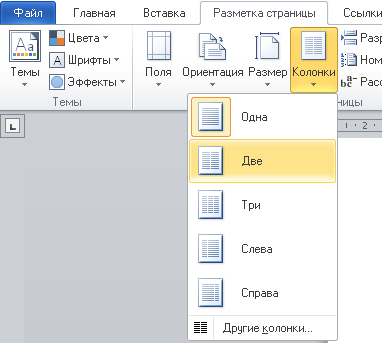 Файл Главная Вставка Разметка страницы Ссылки
Темы Цвета Шрифты Эффекты Поля Ориентация Размер Колонки
Темы
Одна
Две
Три
Слева
Справа
Другие колонки...
2